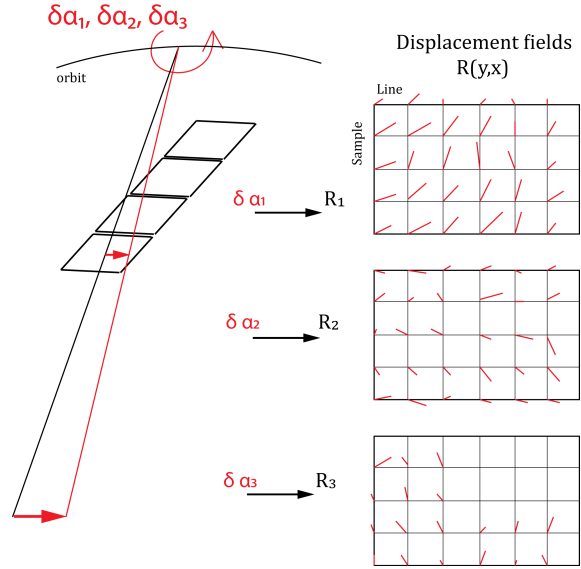 δα₁, δα₂, δα₃
orbit
Displacement fields
R(y,x)
Line
Sample
δ α₁ R₁
δ α₂ R₂
δ α₃ R₃